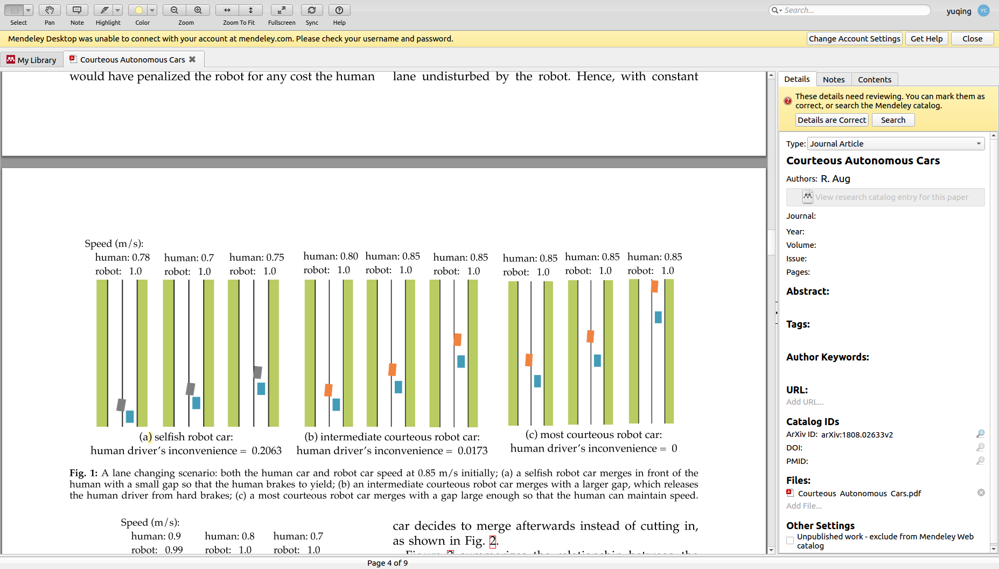 Search...
yuqing
YC
Select
Pan
Note
Highlight
Color
Zoom
Zoom To Fit
Fullscreen
Sync
Help
Mendeley Desktop was unable to connect with your account at mendeley.com. Please check your username and password.
Change Account Settings
Get Help
Close
My Library
Courteous Autonomous Cars
would have penalized the robot for any cost the human
lane undisturbed by the robot. Hence, with constant
Speed (m/s):
human: 0.78
robot: 1.0
human: 0.7
robot: 1.0
human: 0.75
robot: 1.0
human: 0.80
robot: 1.0
human: 0.85
robot: 1.0
human: 0.85
robot: 1.0
human: 0.85
robot: 1.0
human: 0.85
robot: 1.0
human: 0.85
robot: 1.0
(a) selfish robot car:
human driver's inconvenience = 0.2063
(b) intermediate courteous robot car:
human driver's inconvenience = 0.0173
(c) most courteous robot car:
human driver's inconvenience = 0
Fig. 1: A lane changing scenario: both the human car and robot car speed at 0.85 m/s initially; (a) a selfish robot car merges in front of the
human with a small gap so that the human brakes to yield; (b) an intermediate courteous robot car merges with a larger gap, which releases
the human driver from hard brakes; (c) a most courteous robot car merges with a gap large enough so that the human can maintain speed.
Speed (m/s):
human: 0.9
robot: 0.99
human: 0.8
robot: 1.0
human: 0.7
robot: 1.0
car decides to merge afterwards instead of cutting in,
as shown in Fig. 2.
Figure 3 summarizes the relationship between the
Page 4 of 9
Details
Notes
Contents
These details need reviewing. You can mark them as
correct, or search the Mendeley catalog.
Details are Correct
Search
Type: Journal Article
Courteous Autonomous Cars
Authors: R. Aug
View research catalog entry for this paper
Journal:
Year:
Volume:
Issue:
Pages:
Abstract:
Tags:
Author Keywords:
URL:
Add URL...
Catalog IDs
ArXiv ID: arXiv:1808.02633v2
DOI:
PMID:
Files:
Courteous Autonomous Cars.pdf
Add File...
Other Settings
Unpublished work - exclude from Mendeley Web
catalog